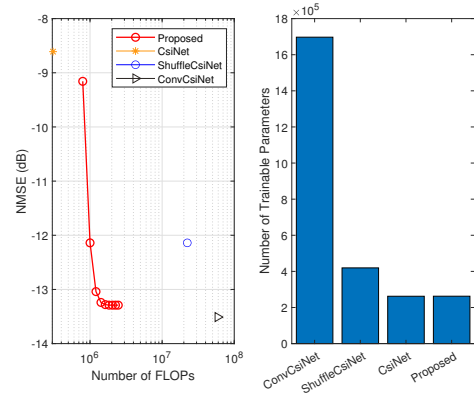 Proposed
CsiNet
ShuffleCsiNet
ConvCsiNet
-8
-9
-10
-11
-12
-13
-14
NMSE (dB)
10^6
10^7
10^8
Number of FLOPs
18 ×10^5
16
14
12
10
8
6
4
2
0
Number of Trainable Parameters
ConvCsiNet
ShuffleCsiNet
CsiNet
Proposed